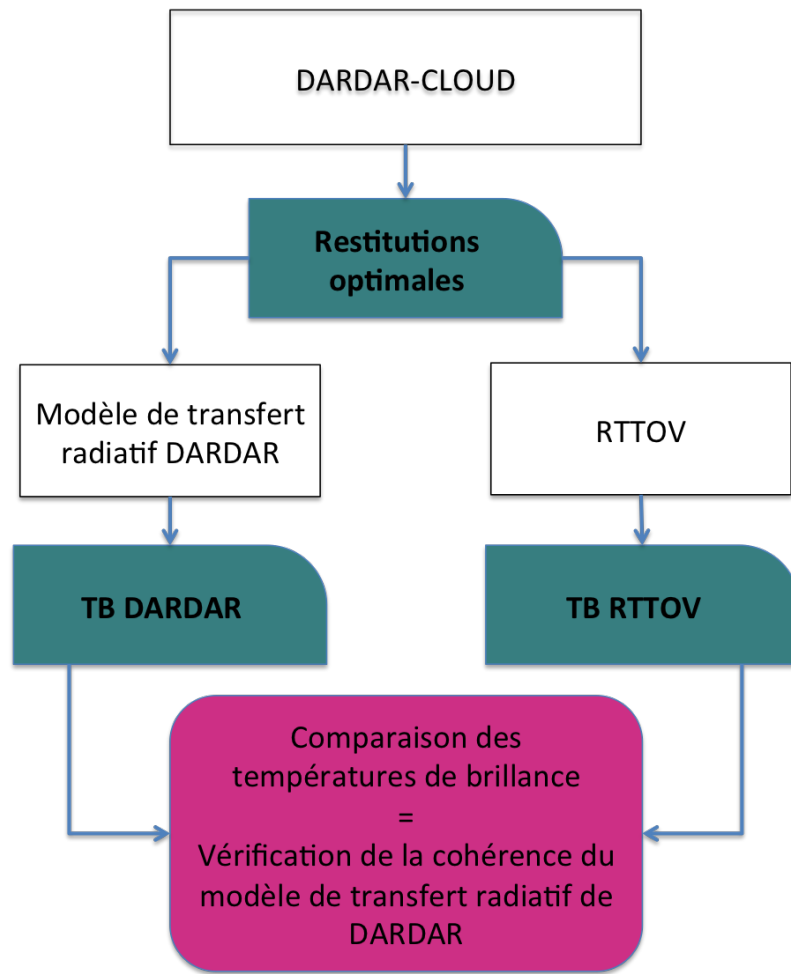 DARDAR-CLOUD
Restitutions
optimales
Modèle de transfert
radiatif DARDAR
RTTOV
TB DARDAR
TB RTTOV
Comparaison des
températures de brillance
=
Vérification de la cohérence du
modèle de transfert radiatif de
DARDAR